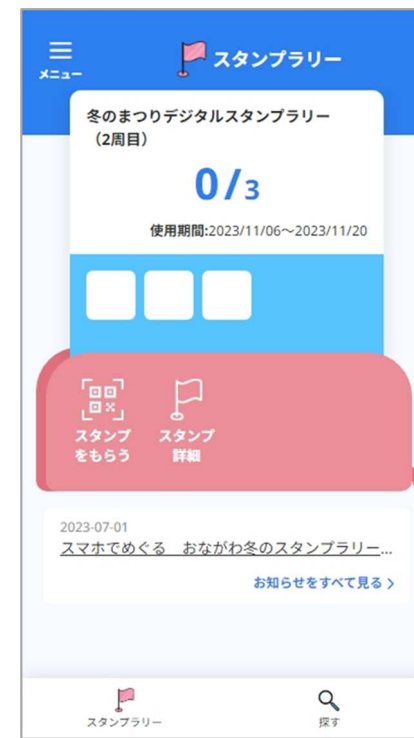 メニュー
スタンプラリー
冬のまつりデジタルスタンプラリー
（2周目）
0/3
使用期間:2023/11/06～2023/11/20
スタンプ
をもらう
スタンプ
詳細
2023-07-01
スマホでめぐる　おながわ冬のスタンプラリー...
お知らせをすべて見る
スタンプラリー
探す